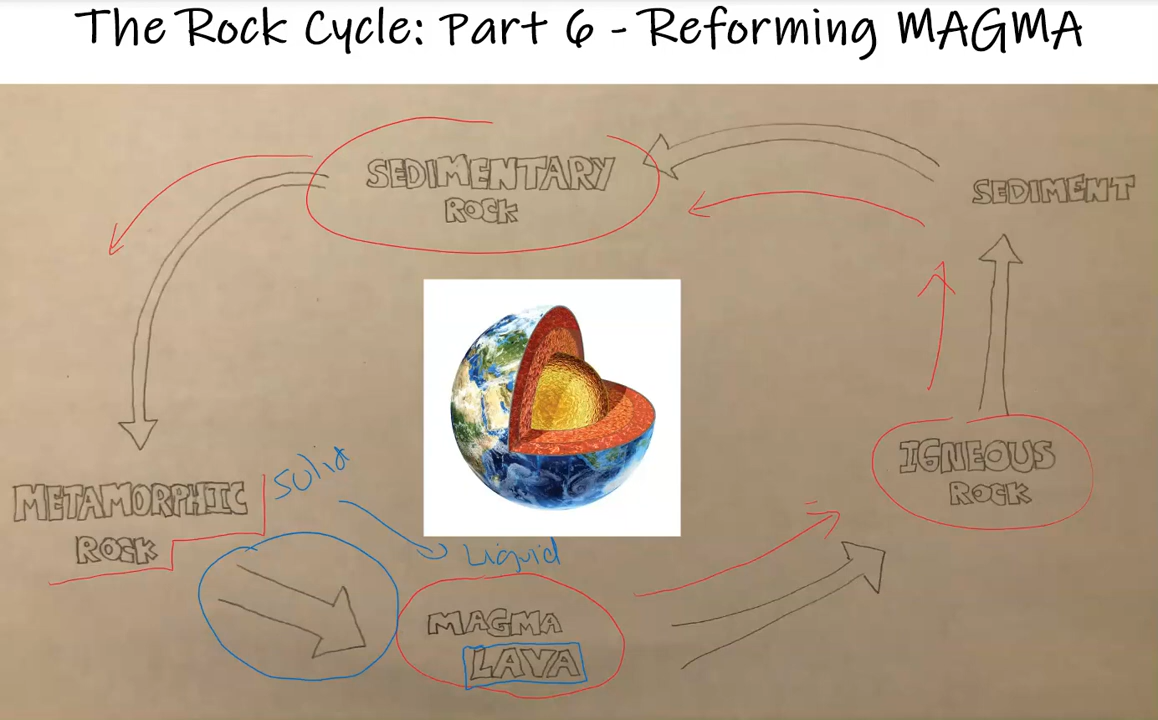 The Rock Cycle: Part 6 - Reforming MAGMA
SEDIMENTARY
ROCK
SEDIMENT
IGNEOUS
ROCK
METAMORPHIC
ROCK
Solid
Liquid
MAGMA
LAVA